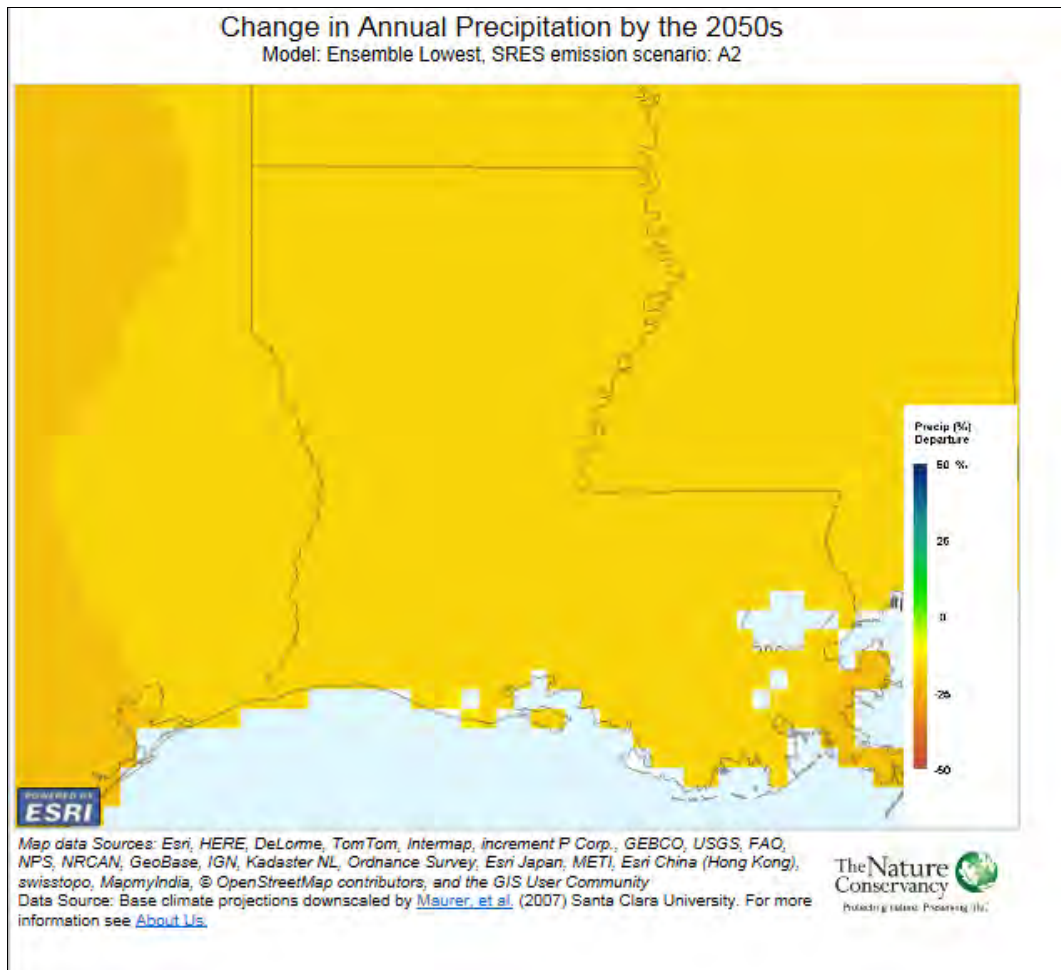 Change in Annual Precipitation by the 2050s
Model: Ensemble Lowest, SRES emission scenario: A2
Precip (%)
Departure
50 %
25
0
-25
-50
POWERED BY
ESRI
Map data Sources: Esri, HERE, DeLorme, TomTom, Intermap, increment P Corp., GEBCO, USGS, FAO,
NPS, NRCAN, GeoBase, IGN, Kadaster NL, Ordnance Survey, Esri Japan, METI, Esri China (Hong Kong),
swisstopo, MapmyIndia, © OpenStreetMap contributors, and the GIS User Community
Data Source: Base climate projections downscaled by Maurer, et al. (2007) Santa Clara University. For more
information see About Us.
The Nature
Conservancy
Protecting nature. Preserving life.